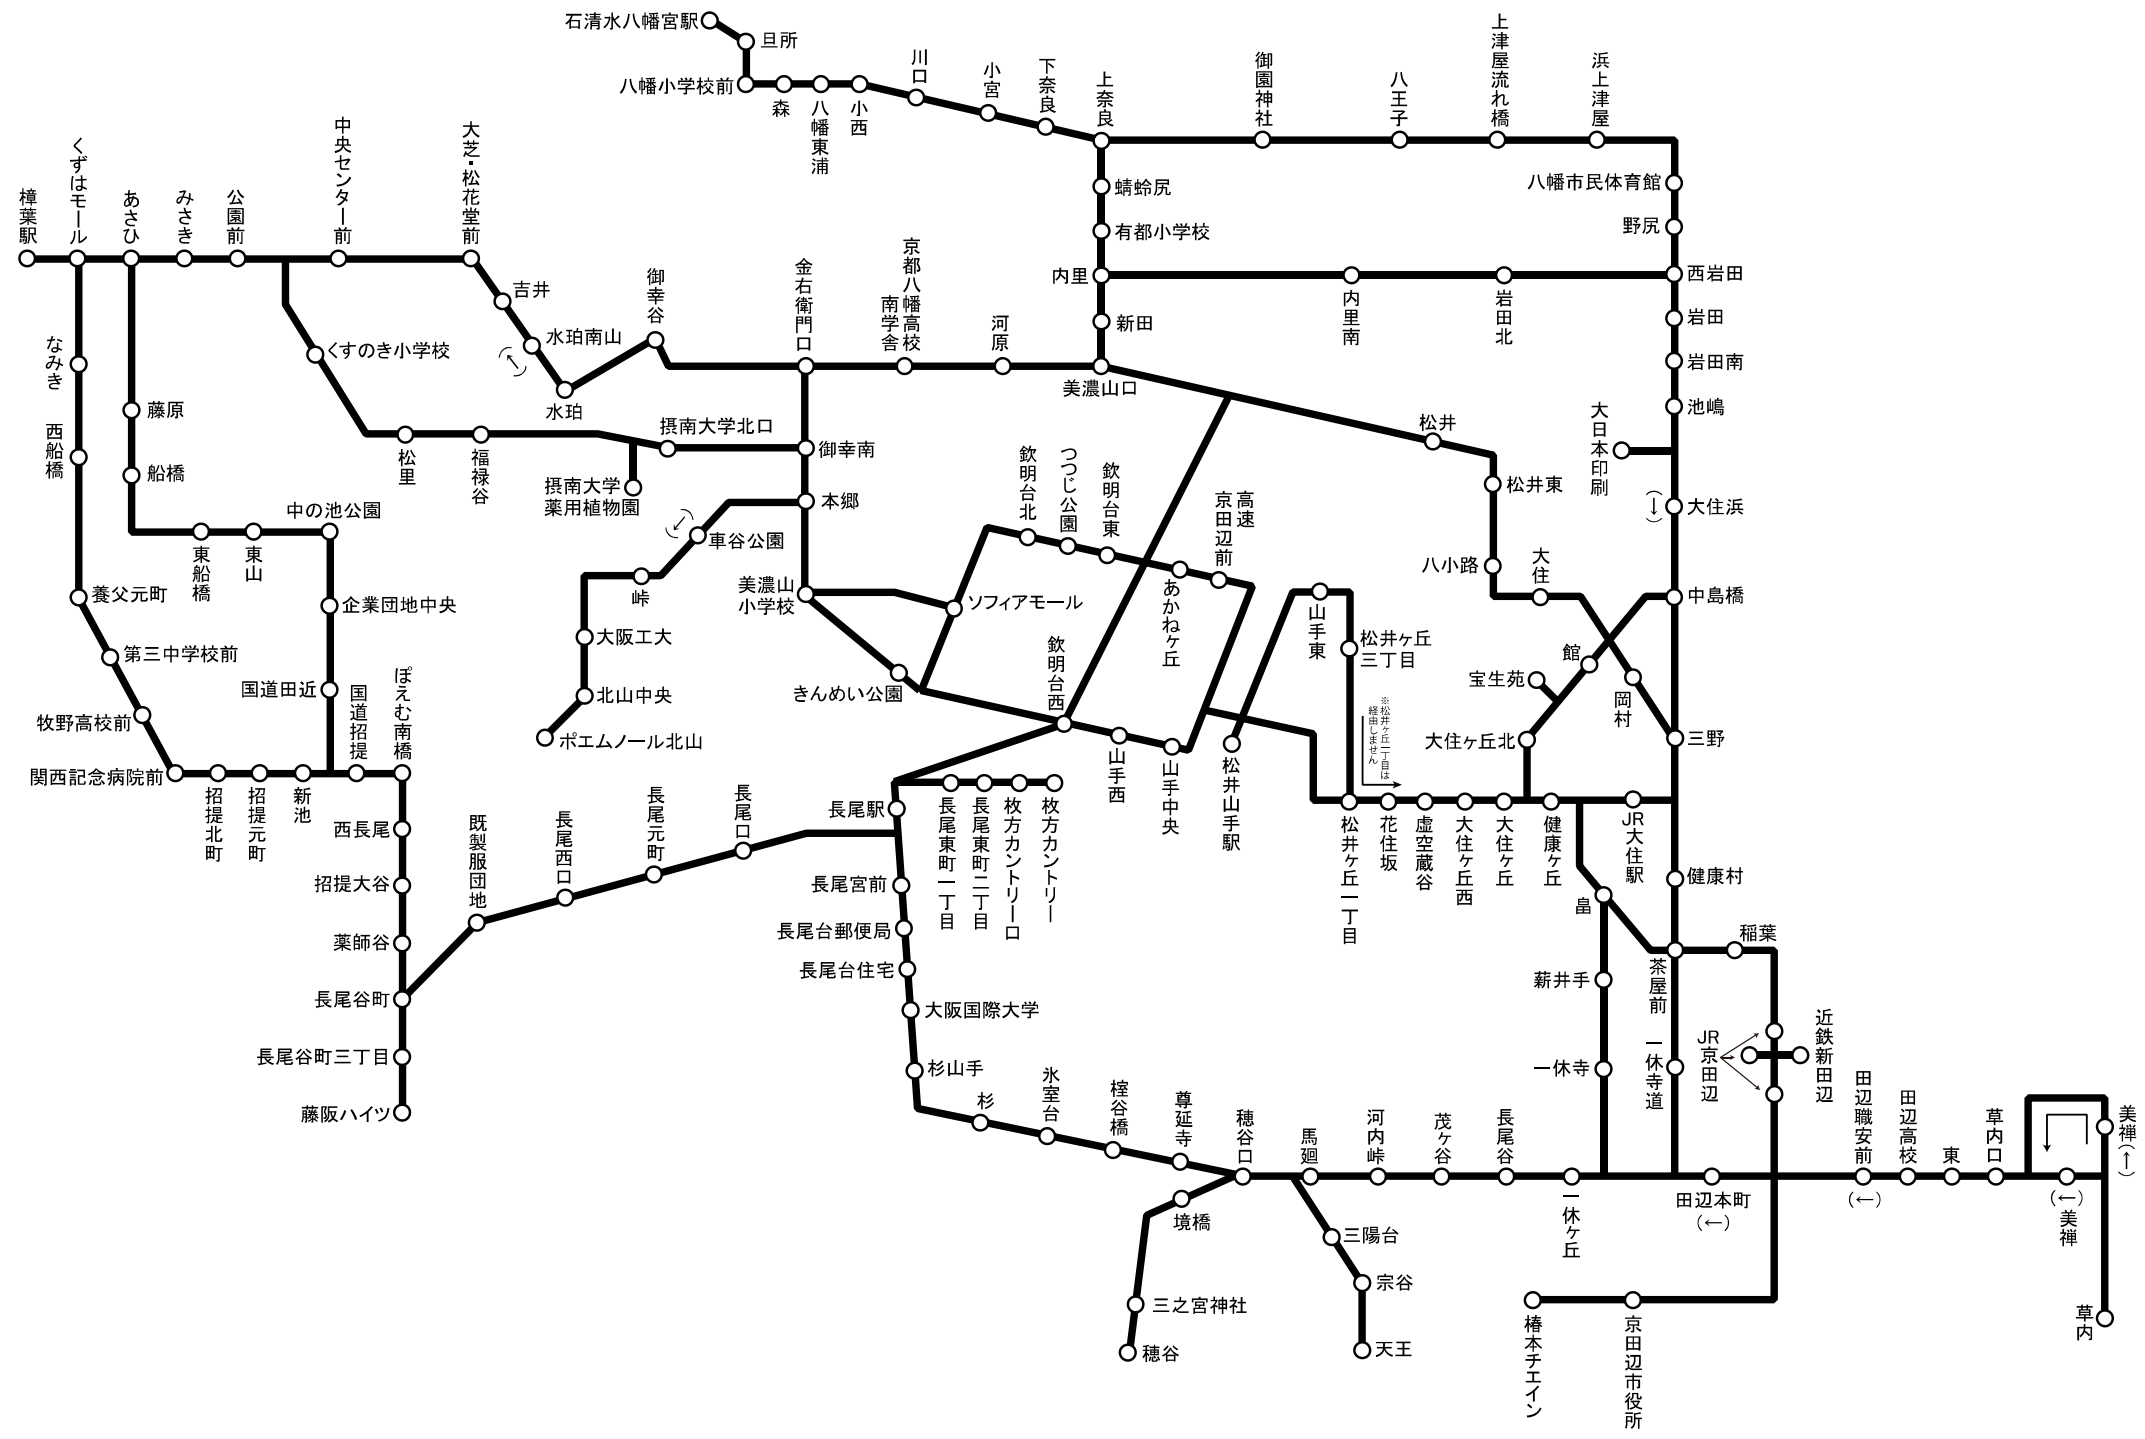 石清水八幡宮駅
旦所
八幡小学校前
森
八幡東浦
小西
川口
小宮
下奈良
上奈良
御園神社
八王子
上津屋流れ橋
浜上津屋
八幡市民体育館
野尻
西岩田
岩田
岩田南
池嶋
大日本印刷
大住浜
(←)
中島橋
三野
蜻蛉尻
有都小学校
内里
内里南
岩田北
新田
美濃山口
樟葉駅
くずはモール
あさひ
みさき
公園前
中央センター前
大芝・松花堂前
吉井
水珀南山
(←)
水珀
御幸谷
金右衛門口
京都八幡高校
南学舎
河原
なみき
西船橋
藤原
船橋
くすのき小学校
松里
福禄谷
摂南大学北口
摂南大学
薬用植物園
御幸南
本郷
(←)
車谷公園
峠
大阪工大
北山中央
ポエムノール北山
美濃山
小学校
ソフィアモール
きんめい公園
欽明台北
つつじ公園
欽明台東
あかねヶ丘
高速
京田辺前
欽明台西
山手西
山手中央
松井山手駅
山手東
松井ヶ丘
三丁目
※松井ヶ丘一丁目は
経由しません
松井
松井東
八小路
大住
館
宝生苑
岡村
大住ヶ丘北
松井ヶ丘一丁目
花住坂
虚空蔵谷
大住ヶ丘西
大住ヶ丘
健康ヶ丘
JR大住駅
健康村
畠
薪井手
一休寺
茶屋前
稲葉
一休寺道
JR京田辺
近鉄新田辺
中の池公園
東船橋
東山
企業団地中央
国道田近
養父元町
第三中学校前
牧野高校前
関西記念病院前
招提北町
招提元町
新池
国道招提
ぽえむ南橋
西長尾
招提大谷
薬師谷
長尾谷町
長尾谷町三丁目
藤阪ハイツ
既製服団地
長尾西口
長尾元町
長尾口
長尾駅
長尾東町一丁目
長尾東町二丁目
枚方カントリー口
枚方カントリー
長尾宮前
長尾台郵便局
長尾台住宅
大阪国際大学
杉山手
杉
氷室台
樫谷橋
尊延寺
穂谷口
境橋
三之宮神社
穂谷
馬廻
河内峠
茂ヶ谷
長尾谷
一休ヶ丘
田辺本町
(←)
田辺職安前
(←)
田辺高校
東
草内口
美禅(←)
(←)美禅
草内
三陽台
宗谷
天王
椿本チエイン
京田辺市役所